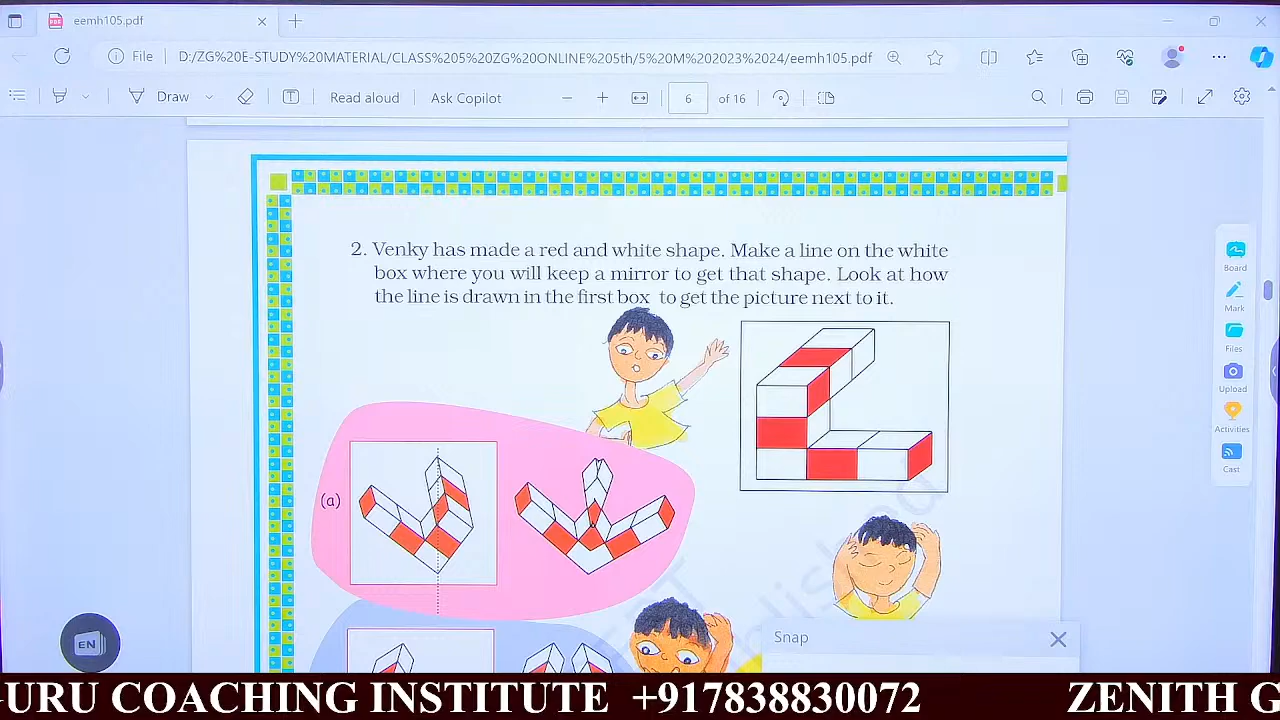 eemh105.pdf
File D:/ZG%20E-STUDY%20MATERIAL/CLASS%205%20ZG%20ONLINE%205th/5%20M%202023%2024/eemh105.pdf
Draw Read aloud Ask Copilot 6 of 16
2. Venky has made a red and white shape. Make a line on the white
box where you will keep a mirror to get that shape. Look at how
the line is drawn in the first box to get the picture next to it.
(a)
Board
Mark
Files
Upload
Activities
Cast
Snap
EN
URU COACHING INSTITUTE +917838830072 ZENITH G